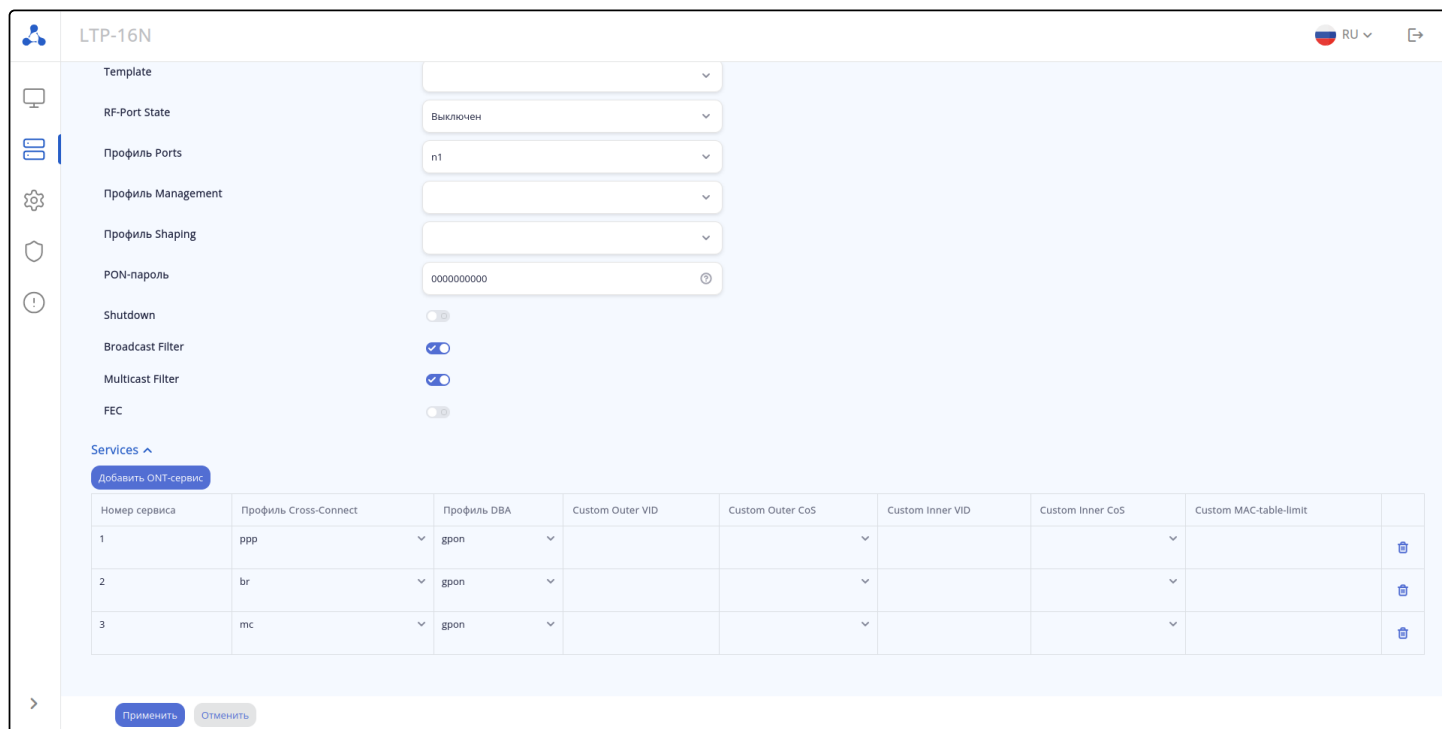 LTP-16N
RU
Template
RF-Port State
Выключен
Профиль Ports
n1
Профиль Management
Профиль Shaping
PON-пароль
0000000000
Shutdown
Broadcast Filter
Multicast Filter
FEC
Services
Добавить ONT-сервис
Номер сервиса Профиль Cross-Connect Профиль DBA Custom Outer VID Custom Outer CoS Custom Inner VID Custom Inner CoS Custom MAC-table-limit
1 ppp gpon
2 br gpon
3 mc gpon
Применить Отменить